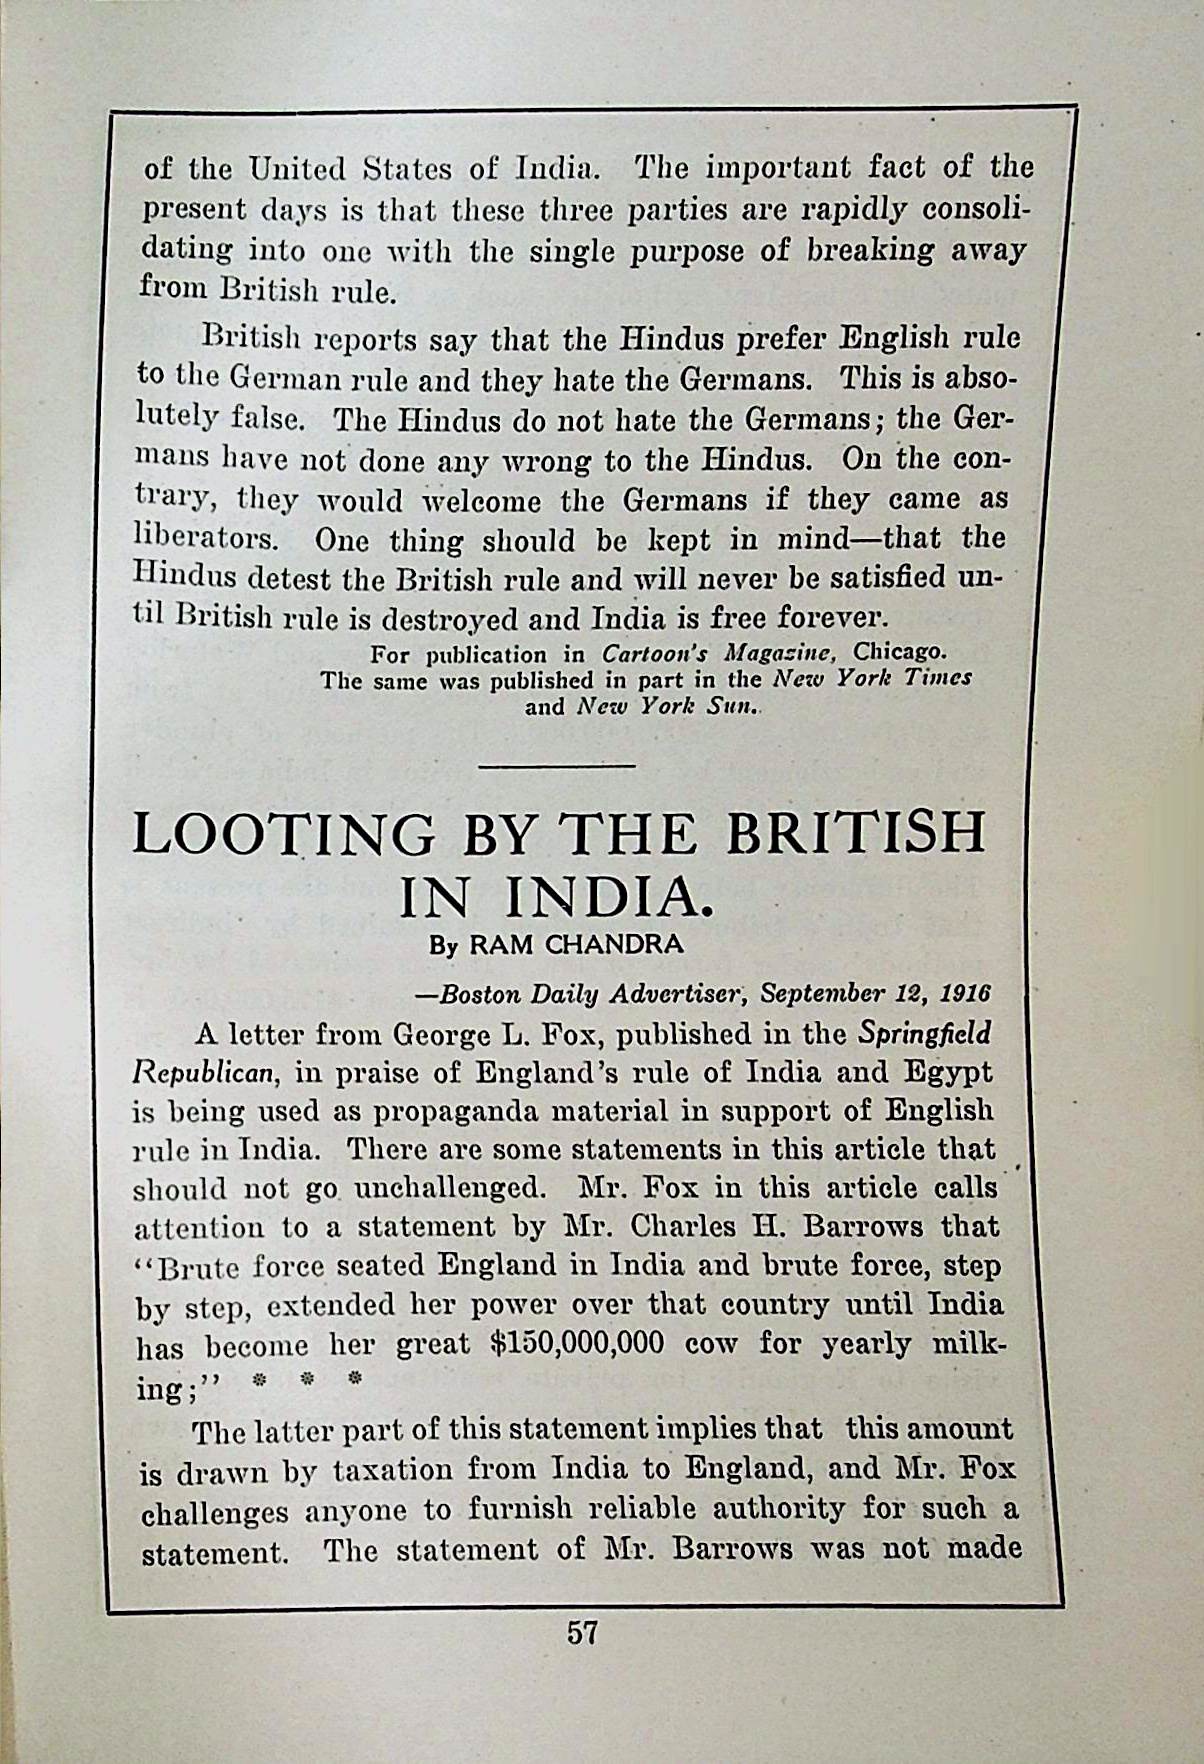 of the United States of India. The important fact of the
present days is that these three parties are rapidly consoli-
dating into one with the single purpose of breaking away
from British rule.
British reports say that the Hindus prefer English rule
to the German rule and they hate the Germans. This is abso-
lutely false. The Hindus do not hate the Germans; the Ger-
mans have not done any wrong to the Hindus. On the con-
trary, they would welcome the Germans if they came as
liberators. One thing should be kept in mind—that the
Hindus detest the British rule and will never be satisfied un-
til British rule is destroyed and India is free forever.
For publication in Cartoon's Magazine, Chicago.
The same was published in part in the New York Times
and New York Sun.
LOOTING BY THE BRITISH
IN INDIA.
By RAM CHANDRA
—Boston Daily Advertiser, September 12, 1916
A letter from George L. Fox, published in the Springfield
Republican, in praise of England's rule of India and Egypt
is being used as propaganda material in support of English
rule in India. There are some statements in this article that
should not go unchallenged. Mr. Fox in this article calls
attention to a statement by Mr. Charles H. Barrows that
"Brute force seated England in India and brute force, step
by step, extended her power over that country until India
has become her great $150,000,000 cow for yearly milk-
ing;" * * *
The latter part of this statement implies that this amount
is drawn by taxation from India to England, and Mr. Fox
challenges anyone to furnish reliable authority for such a
statement. The statement of Mr. Barrows was not made
57